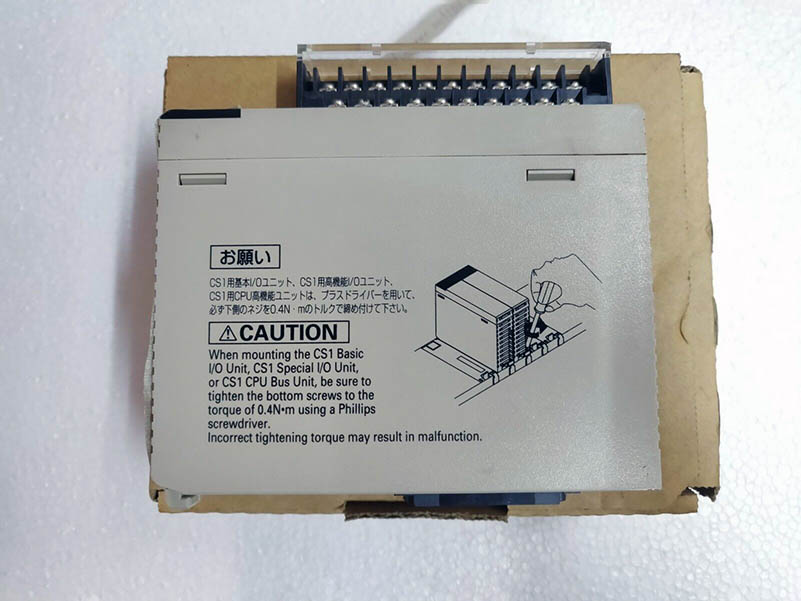 お願い
CS1用基本I/Oユニット、CS1用高機能I/Oユニット、
CS1用CPU高機能ユニットは、プラスドライバーを用いて、
必ず下側のネジを0.4N・mのトルクで締め付けて下さい。
⚠CAUTION
When mounting the CS1 Basic
I/O Unit, CS1 Special I/O Unit,
or CS1 CPU Bus Unit, be sure to
tighten the bottom screws to the
torque of 0.4N•m using a Phillips
screwdriver.
Incorrect tightening torque may result in malfunction.